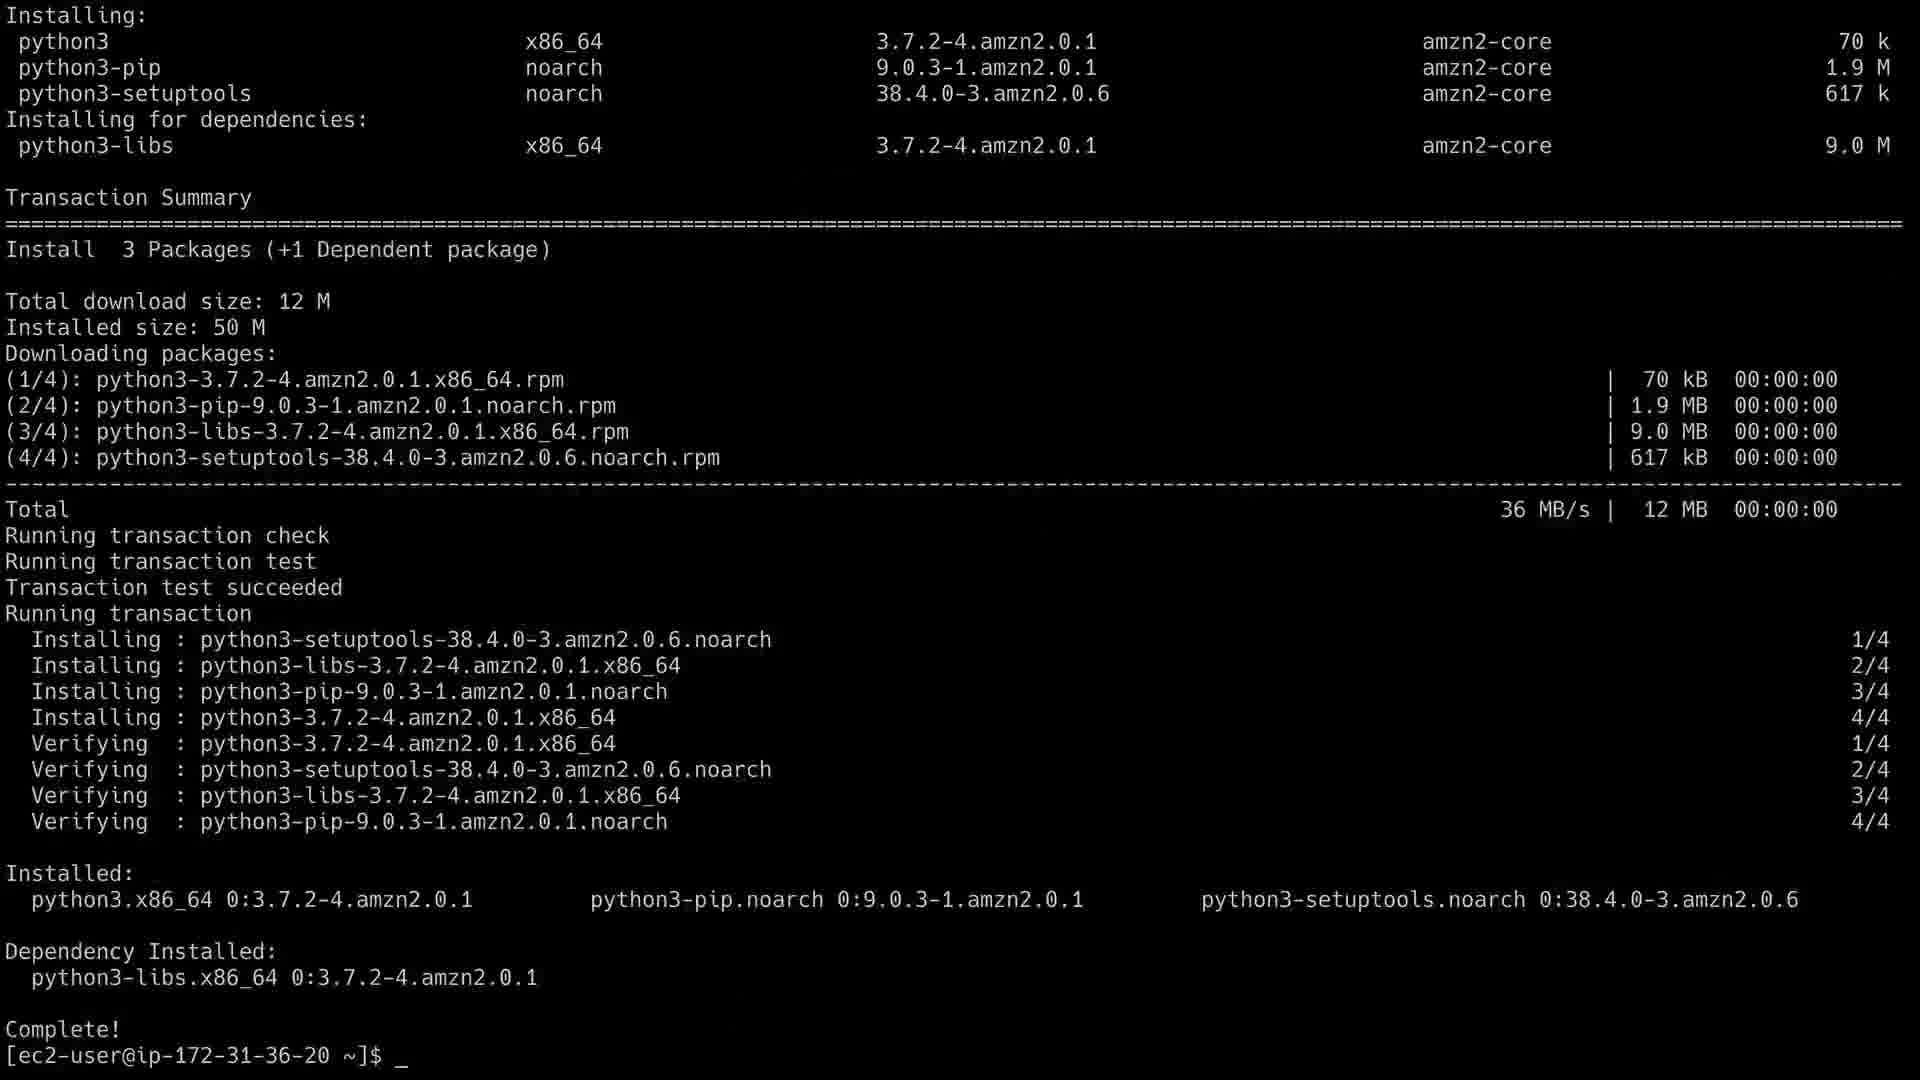 Installing:
 python3 x86_64 3.7.2-4.amzn2.0.1 amzn2-core 70 k
 python3-pip noarch 9.0.3-1.amzn2.0.1 amzn2-core 1.9 M
 python3-setuptools noarch 38.4.0-3.amzn2.0.6 amzn2-core 617 k
Installing for dependencies:
 python3-libs x86_64 3.7.2-4.amzn2.0.1 amzn2-core 9.0 M
Transaction Summary
================================================================================
Install 3 Packages (+1 Dependent package)
Total download size: 12 M
Installed size: 50 M
Downloading packages:
(1/4): python3-3.7.2-4.amzn2.0.1.x86_64.rpm | 70 kB 00:00:00
(2/4): python3-pip-9.0.3-1.amzn2.0.1.noarch.rpm | 1.9 MB 00:00:00
(3/4): python3-libs-3.7.2-4.amzn2.0.1.x86_64.rpm | 9.0 MB 00:00:00
(4/4): python3-setuptools-38.4.0-3.amzn2.0.6.noarch.rpm | 617 kB 00:00:00
--------------------------------------------------------------------------------
Total 36 MB/s | 12 MB 00:00:00
Running transaction check
Running transaction test
Transaction test succeeded
Running transaction
  Installing : python3-setuptools-38.4.0-3.amzn2.0.6.noarch 1/4
  Installing : python3-libs-3.7.2-4.amzn2.0.1.x86_64 2/4
  Installing : python3-pip-9.0.3-1.amzn2.0.1.noarch 3/4
  Installing : python3-3.7.2-4.amzn2.0.1.x86_64 4/4
  Verifying : python3-3.7.2-4.amzn2.0.1.x86_64 1/4
  Verifying : python3-setuptools-38.4.0-3.amzn2.0.6.noarch 2/4
  Verifying : python3-libs-3.7.2-4.amzn2.0.1.x86_64 3/4
  Verifying : python3-pip-9.0.3-1.amzn2.0.1.noarch 4/4
Installed:
  python3.x86_64 0:3.7.2-4.amzn2.0.1 python3-pip.noarch 0:9.0.3-1.amzn2.0.1 python3-setuptools.noarch 0:38.4.0-3.amzn2.0.6
Dependency Installed:
  python3-libs.x86_64 0:3.7.2-4.amzn2.0.1
Complete!
[ec2-user@ip-172-31-36-20 ~]$ _